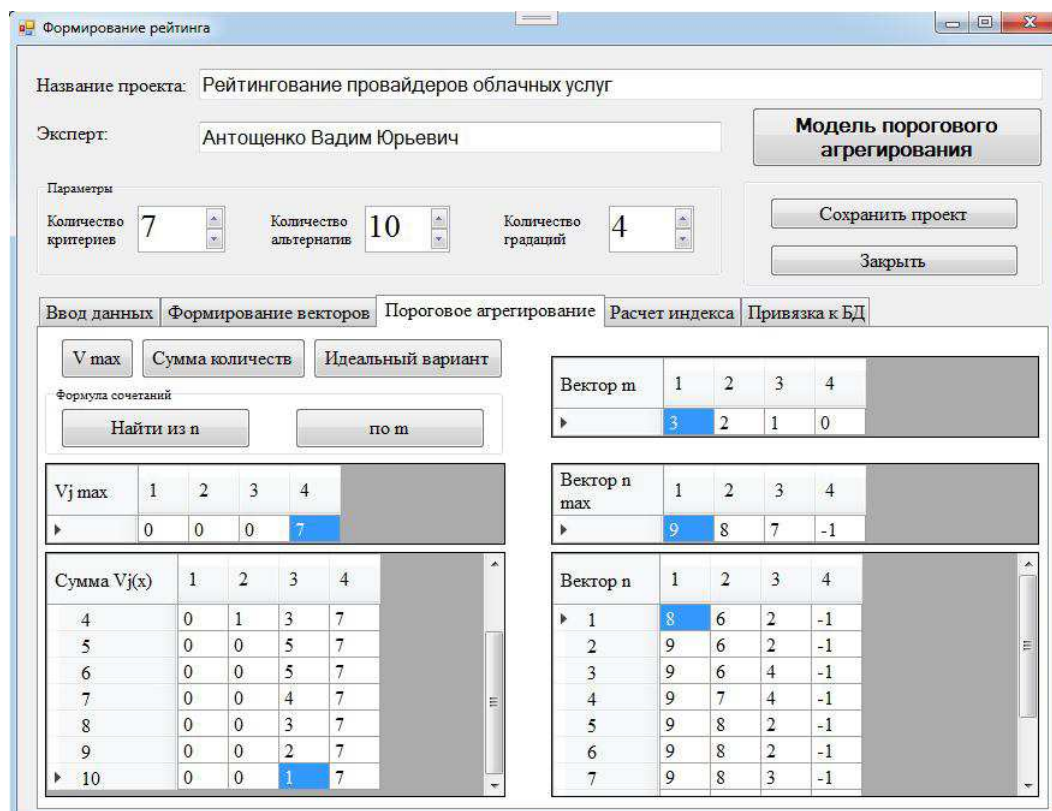 Формирование рейтинга
Название проекта: Рейтингование провайдеров облачных услуг
Эксперт: Антощенко Вадим Юрьевич
Модель порогового
агрегирования
Параметры
Количество критериев 7
Количество альтернатив 10
Количество градаций 4
Сохранить проект
Закрыть
Ввод данных Формирование векторов Пороговое агрегирование Расчет индекса Привязка к БД
V max Сумма количеств Идеальный вариант
Формула сочетаний
Найти из n по m
Вектор m 1 2 3 4
3 2 1 0
Vj max 1 2 3 4
0 0 0 7
Вектор n max 1 2 3 4
9 8 7 -1
Сумма Vj(x) 1 2 3 4
4 0 1 3 7
5 0 0 5 7
6 0 0 5 7
7 0 0 4 7
8 0 0 3 7
9 0 0 2 7
10 0 0 1 7
Вектор n 1 2 3 4
1 8 6 2 -1
2 9 6 2 -1
3 9 6 4 -1
4 9 7 4 -1
5 9 8 2 -1
6 9 8 2 -1
7 9 8 3 -1